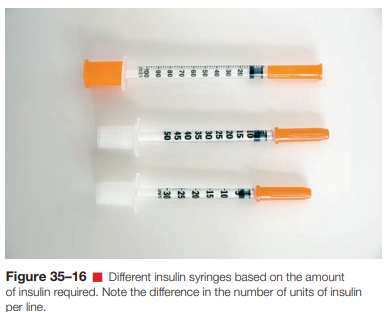 100 90 80 70 60 50 40 30 20
50 45 40 35 30 25 20 15 10
30 25 20 15 10 5
Figure 35–16 ■ Different insulin syringes based on the amount
of insulin required. Note the difference in the number of units of insulin
per line.